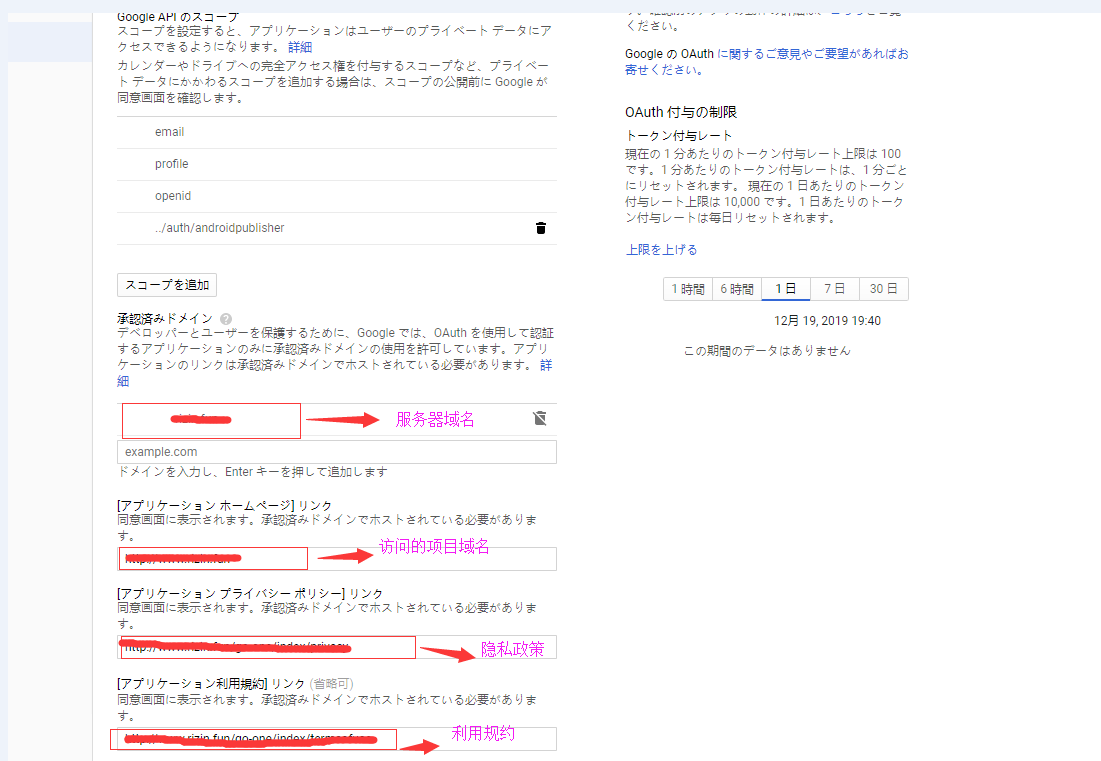 Google API のスコープ
スコープを設定すると、アプリケーションはユーザーのプライベート データにア
クセスできるようになります。 詳細
カレンダーやドライブへの完全アクセス権を付与するスコープなど、プライベー
ト データにかかわるスコープを追加する場合は、スコープの公開前に Google が
同意画面を確認します。
email
profile
openid
../auth/androidpublisher
スコープを追加
承認済みドメイン
デベロッパーとユーザーを保護するために、Google では、OAuth を使用して認証
するアプリケーションのみに承認済みドメインの使用を許可しています。アプリ
ケーションのリンクは承認済みドメインでホストされている必要があります。 詳
細
服务器域名
example.com
ドメインを入力し、Enter キーを押して追加します
[アプリケーション ホームページ] リンク
同意画面に表示されます。承認済みドメインでホストされている必要がありま
す。
访问的项目域名
[アプリケーション プライバシー ポリシー] リンク
同意画面に表示されます。承認済みドメインでホストされている必要がありま
す。
隐私政策
[アプリケーション利用規約] リンク (省略可)
同意画面に表示されます。承認済みドメインでホストされている必要がありま
す。
利用规约
ください。
Google の OAuth に関するご意見やご要望があればお
寄せください。
OAuth 付与の制限
トークン付与レート
現在の 1 分あたりのトークン付与レート上限は 100
です。1 分あたりのトークン付与レートは、1 分ごと
にリセットされます。 現在の 1 日あたりのトークン
付与レート上限は 10,000 です。1 日あたりのトーク
ン付与レートは毎日リセットされます。
上限を上げる
1 時間 6 時間 1 日 7 日 30 日
12月 19, 2019 19:40
この期間のデータはありません